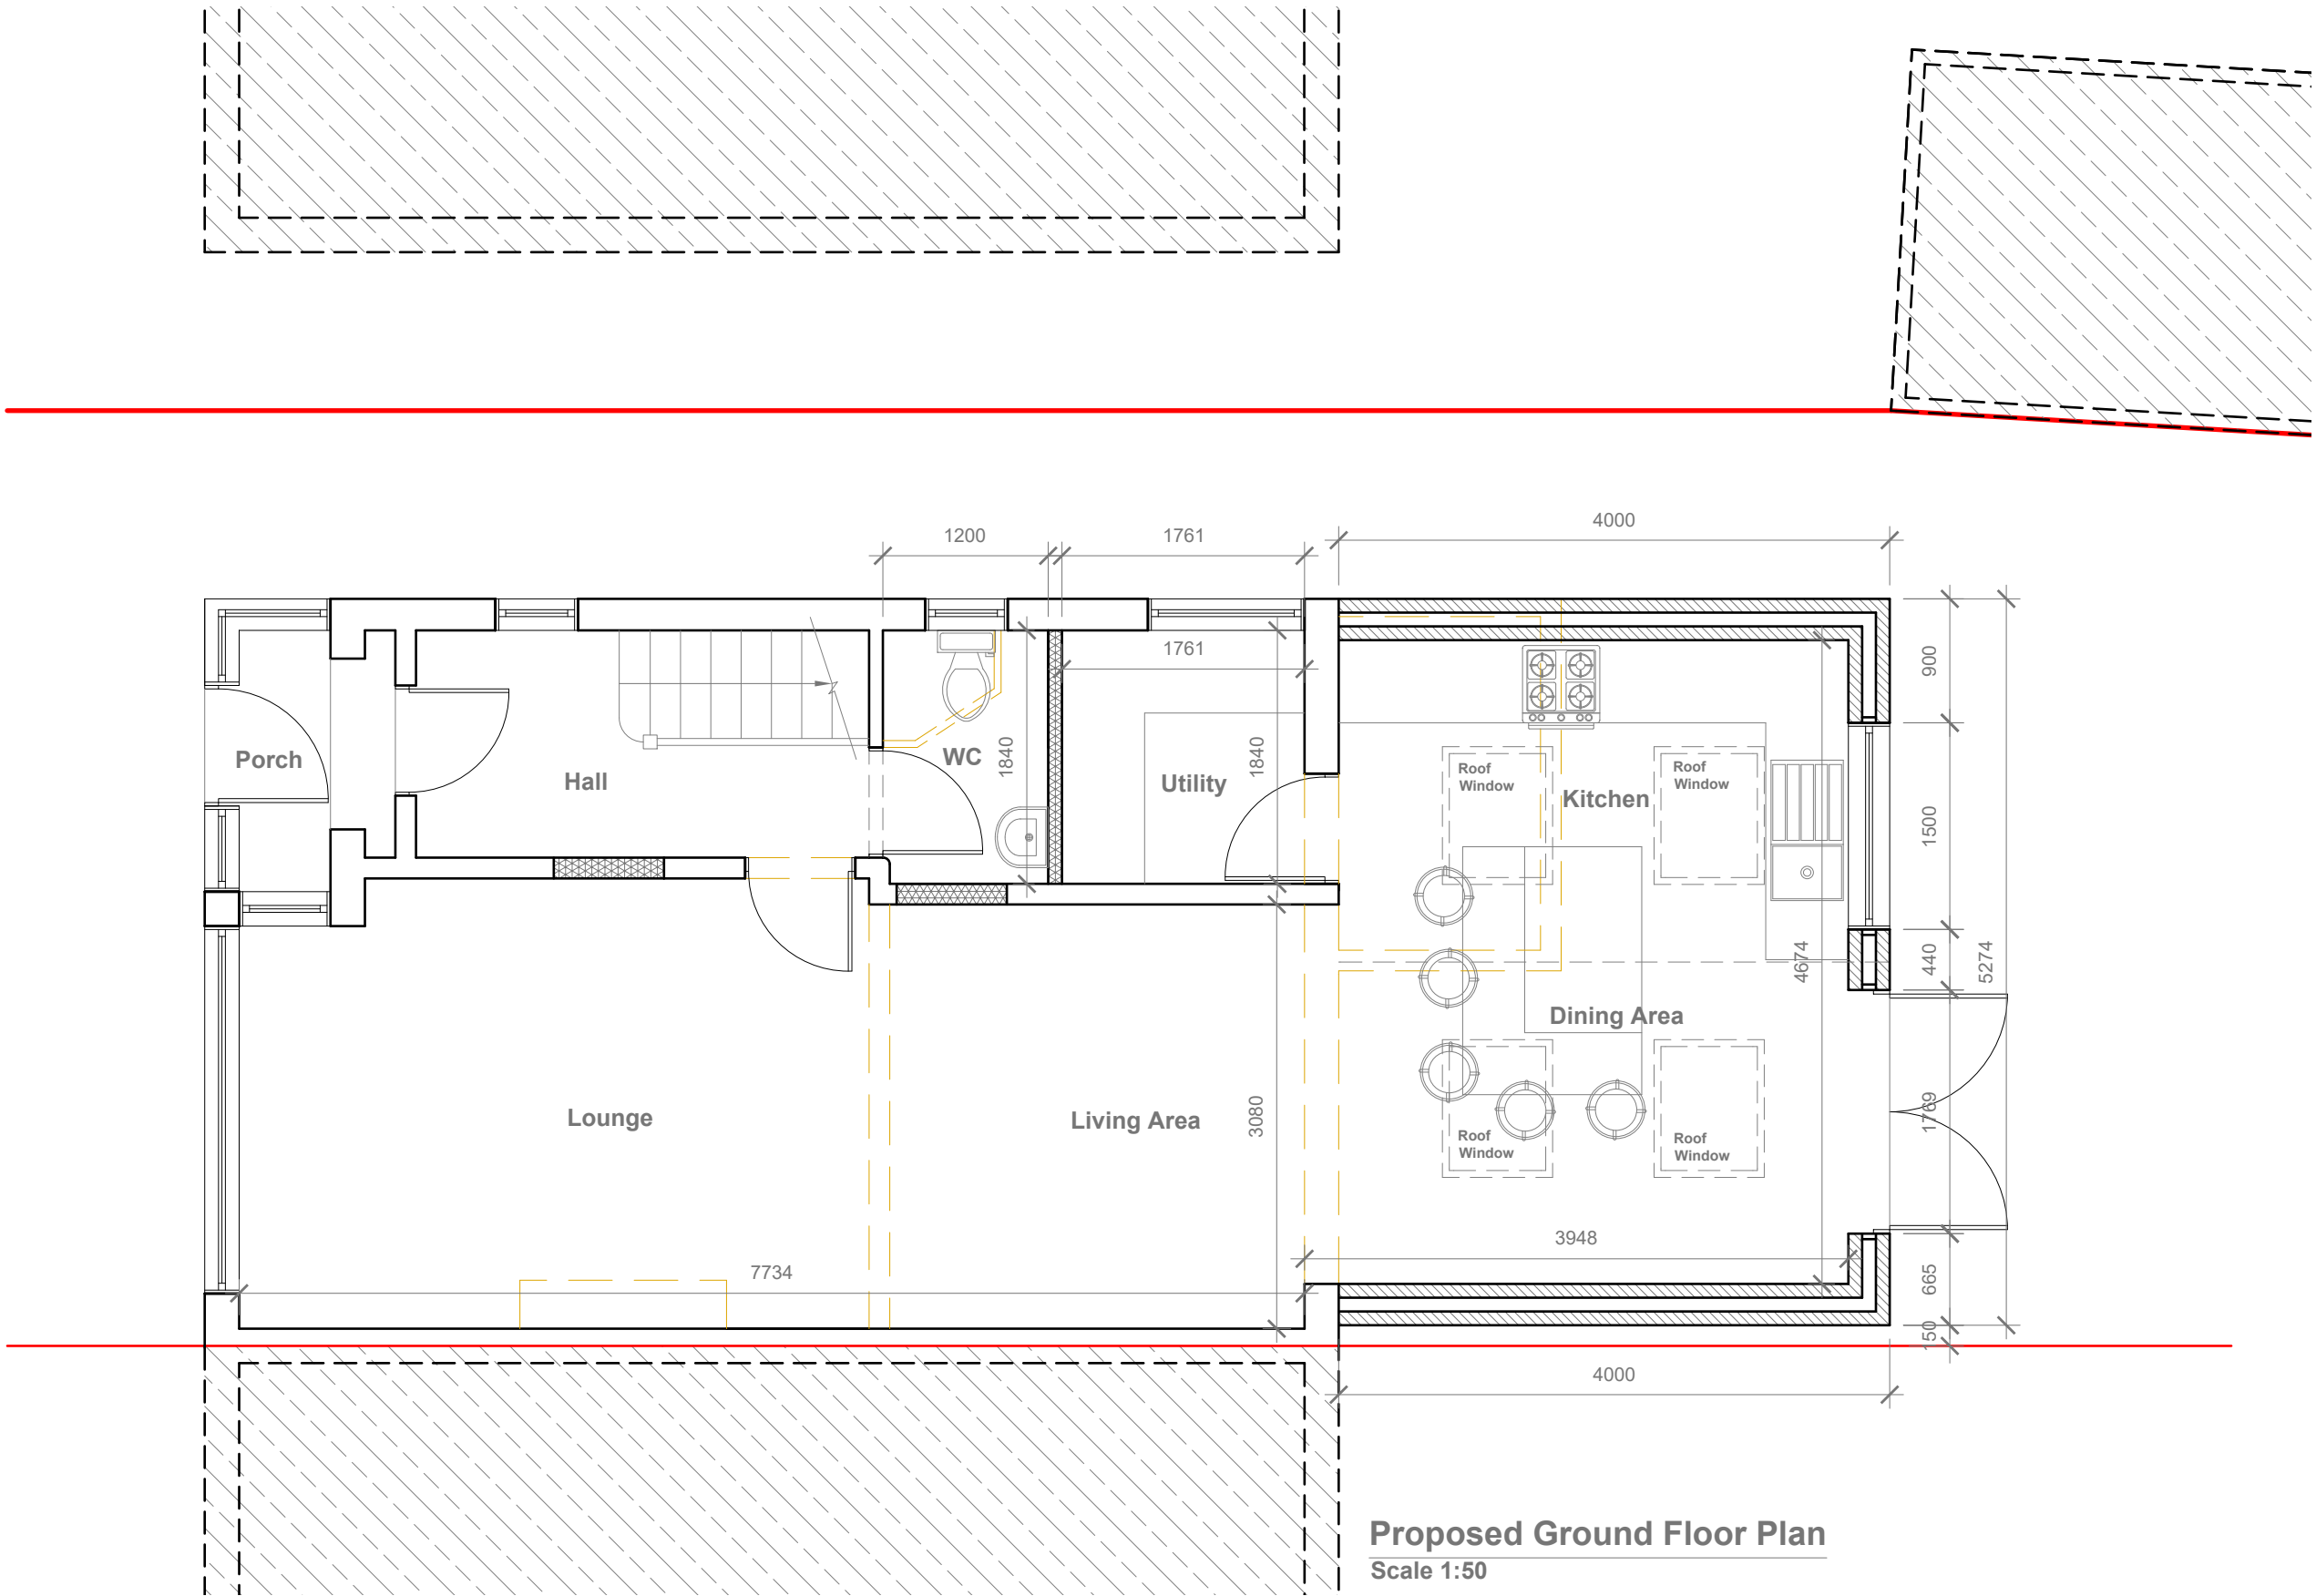 4000
1200
1761
1761
900
Porch
Hall
WC
1840
Utility
1840
Roof
Window
Kitchen
Roof
Window
1500
4674
440
5274
Dining Area
Lounge
Living Area
3080
Roof
Window
Roof
Window
1769
3948
7734
665
150
4000
Proposed Ground Floor Plan
Scale 1:50